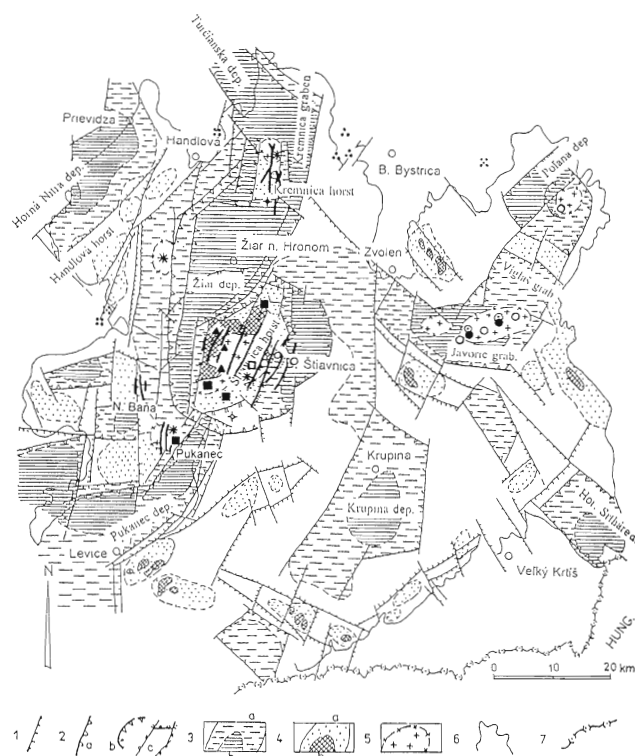 Turčianska dep.
Kremnica graben
Prievidza
Handlová
B. Bystrica
Poľana dep
Horná Nitra dep.
Kremnica horst
Handlová horst
Žiar n. Hronom
Zvolen
Žiar dep.
Vígľaš grab.
horst
Štiavnica
Javorie grab.
N. Baňa
Pukanec
Krupina
Krupina dep.
Pukanec dep.
Levice
N
Veľký Krtíš
HUNG.
0 10 20 km
1 2 a b c 3 a b 4 a b 5 6 7